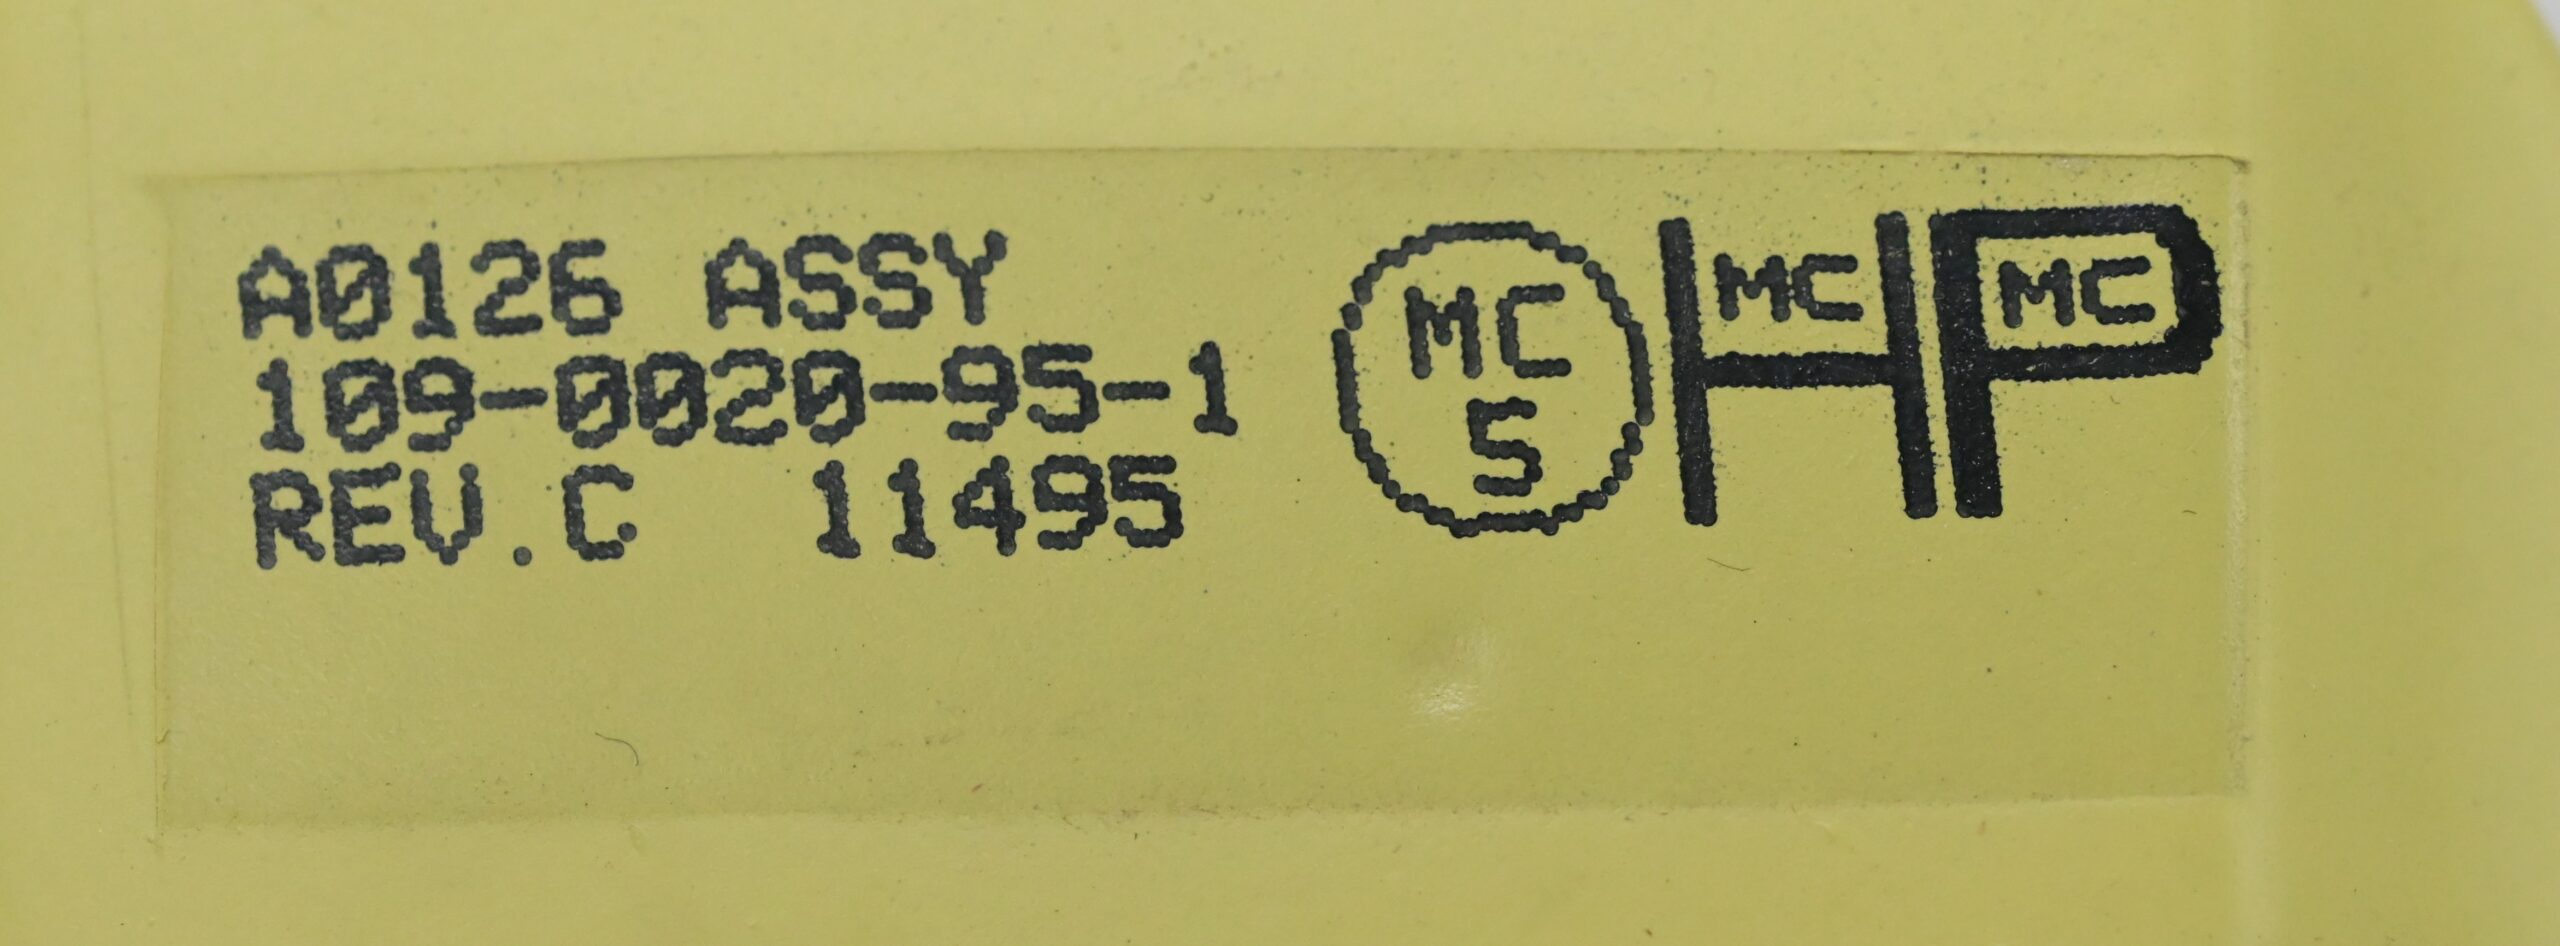 A0126 ASSY
109-0020-95-1
REV.C 11495
MC
5
H MC
P MC